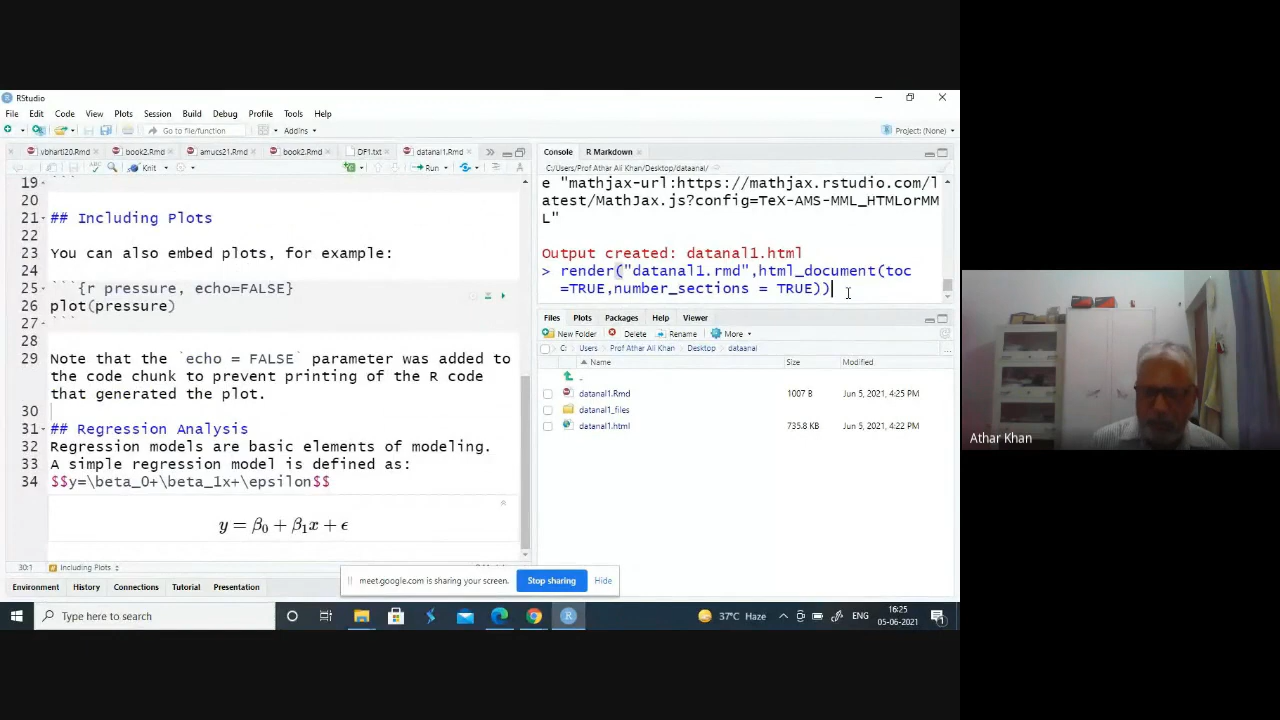 RStudio
File Edit Code View Plots Session Build Debug Profile Tools Help
Go to file/function
Addins
Project: (None)
vbharti20.Rmd
book2.Rmd
amucs21.Rmd
book2.Rmd
DF1.txt
datanal1.Rmd
Knit
Run
19 ```
20
21 ## Including Plots
22
23 You can also embed plots, for example:
24
25 ```{r pressure, echo=FALSE}
26 plot(pressure)
27 ```
28
29 Note that the `echo = FALSE` parameter was added to
the code chunk to prevent printing of the R code
that generated the plot.
30
31 ## Regression Analysis
32 Regression models are basic elements of modeling.
33 A simple regression model is defined as:
34 $$y=\beta_0+\beta_1x+\epsilon$$
y = β₀ + β₁x + ϵ
30:1 Including Plots
Environment History Connections Tutorial Presentation
Console R Markdown
C:/Users/Prof Athar Ali Khan/Desktop/dataanal/
e "mathjax-url:https://mathjax.rstudio.com/l
atest/MathJax.js?config=TeX-AMS-MML_HTMLorMM
L"
Output created: datanal1.html
> render("datanal1.rmd",html_document(toc
=TRUE,number_sections = TRUE))
Files Plots Packages Help Viewer
New Folder Delete Rename More
C: Users Prof Athar Ali Khan Desktop dataanal
Name Size Modified
..
datanal1.Rmd 1007 B Jun 5, 2021, 4:25 PM
datanal1_files
datanal1.html 735.8 KB Jun 5, 2021, 4:22 PM
meet.google.com is sharing your screen. Stop sharing Hide
Type here to search
37°C Haze
ENG
16:25
05-06-2021
1
Athar Khan